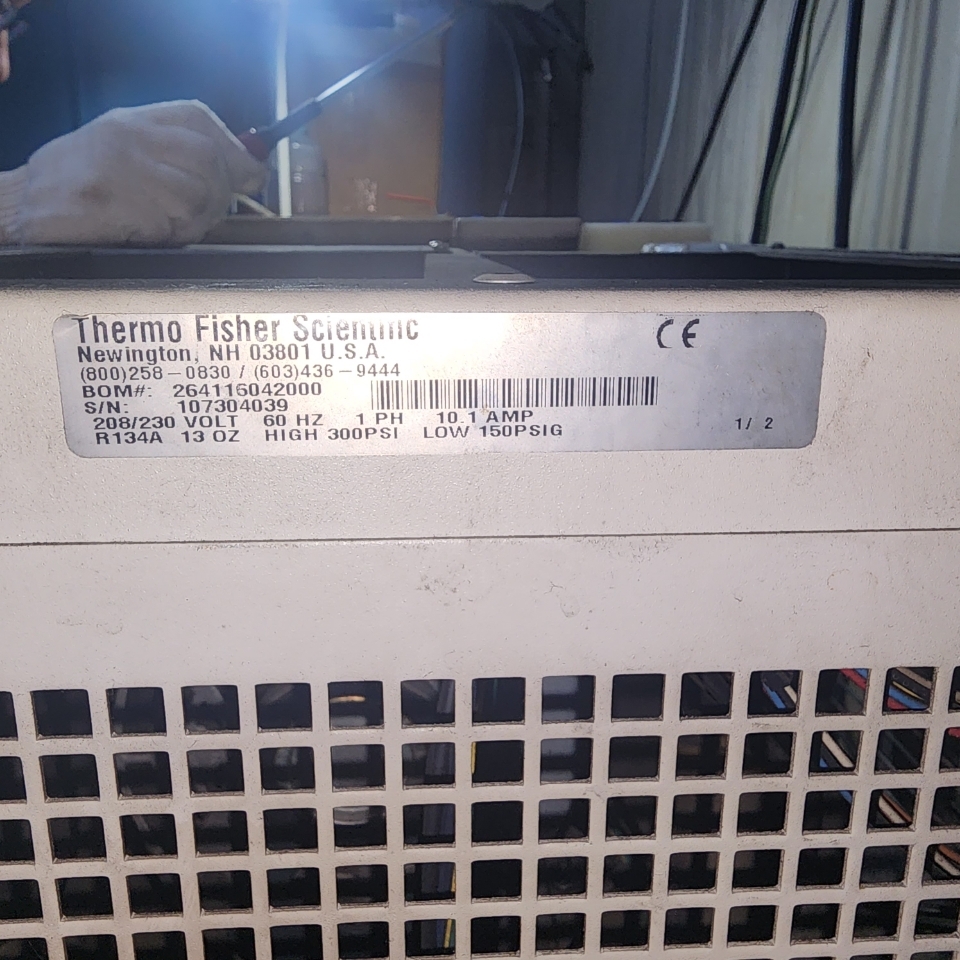 Thermo Fisher Scientific
Newington, NH 03801 U.S.A.
(800)258-0830 / (603)436-9444
BOM#: 264116042000
S/N: 107304039
208/230 VOLT 60 HZ 1 PH 10.1 AMP
R134A 13 OZ HIGH 300PSI LOW 150PSIG
1/ 2
CE